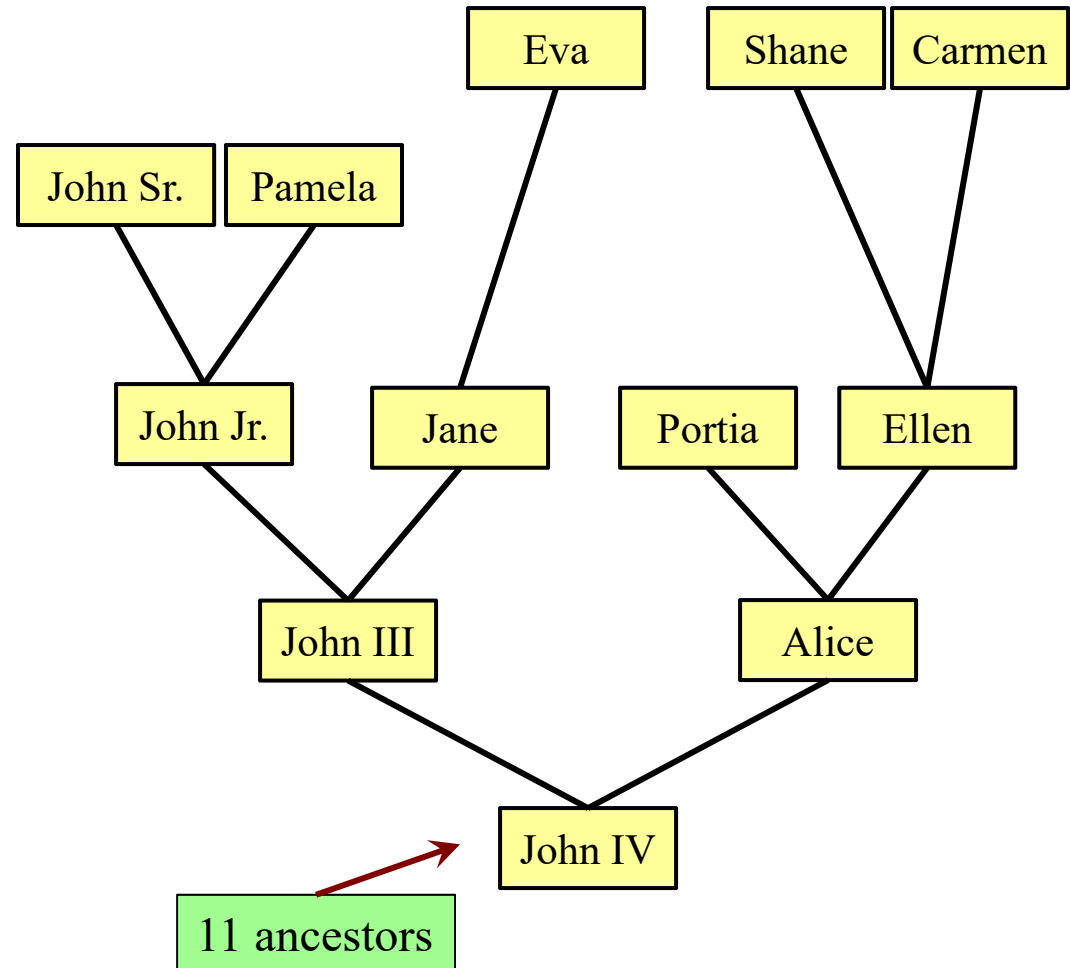 Eva
Shane
Carmen
John Sr.
Pamela
John Jr.
Jane
Portia
Ellen
John III
Alice
John IV
11 ancestors